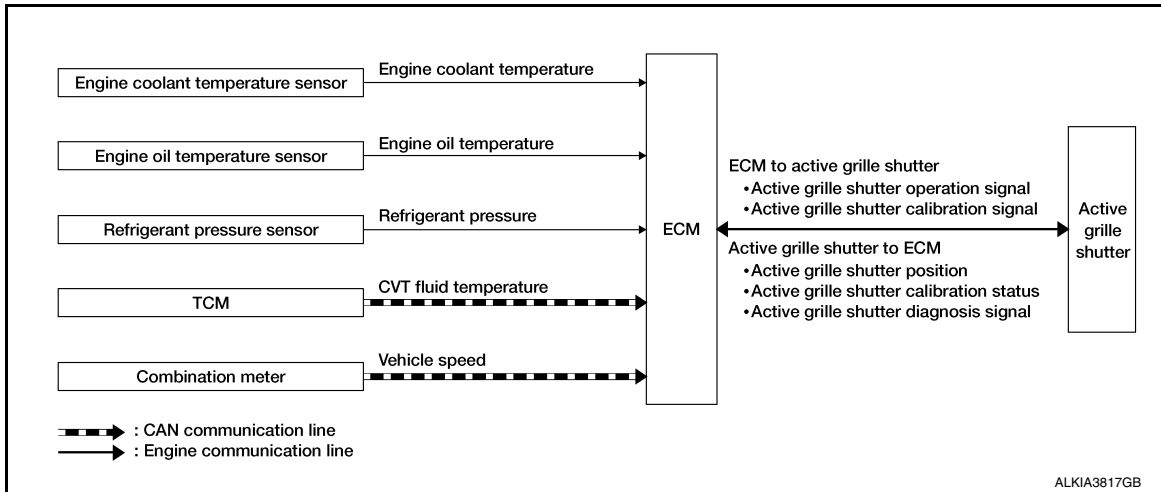 Engine coolant temperature sensor
Engine coolant temperature
Engine oil temperature sensor
Engine oil temperature
Refrigerant pressure sensor
Refrigerant pressure
TCM
CVT fluid temperature
Combination meter
Vehicle speed
ECM
ECM to active grille shutter
•Active grille shutter operation signal
•Active grille shutter calibration signal
Active grille shutter to ECM
•Active grille shutter position
•Active grille shutter calibration status
•Active grille shutter diagnosis signal
Active
grille
shutter
: CAN communication line
: Engine communication line
ALKIA3817GB